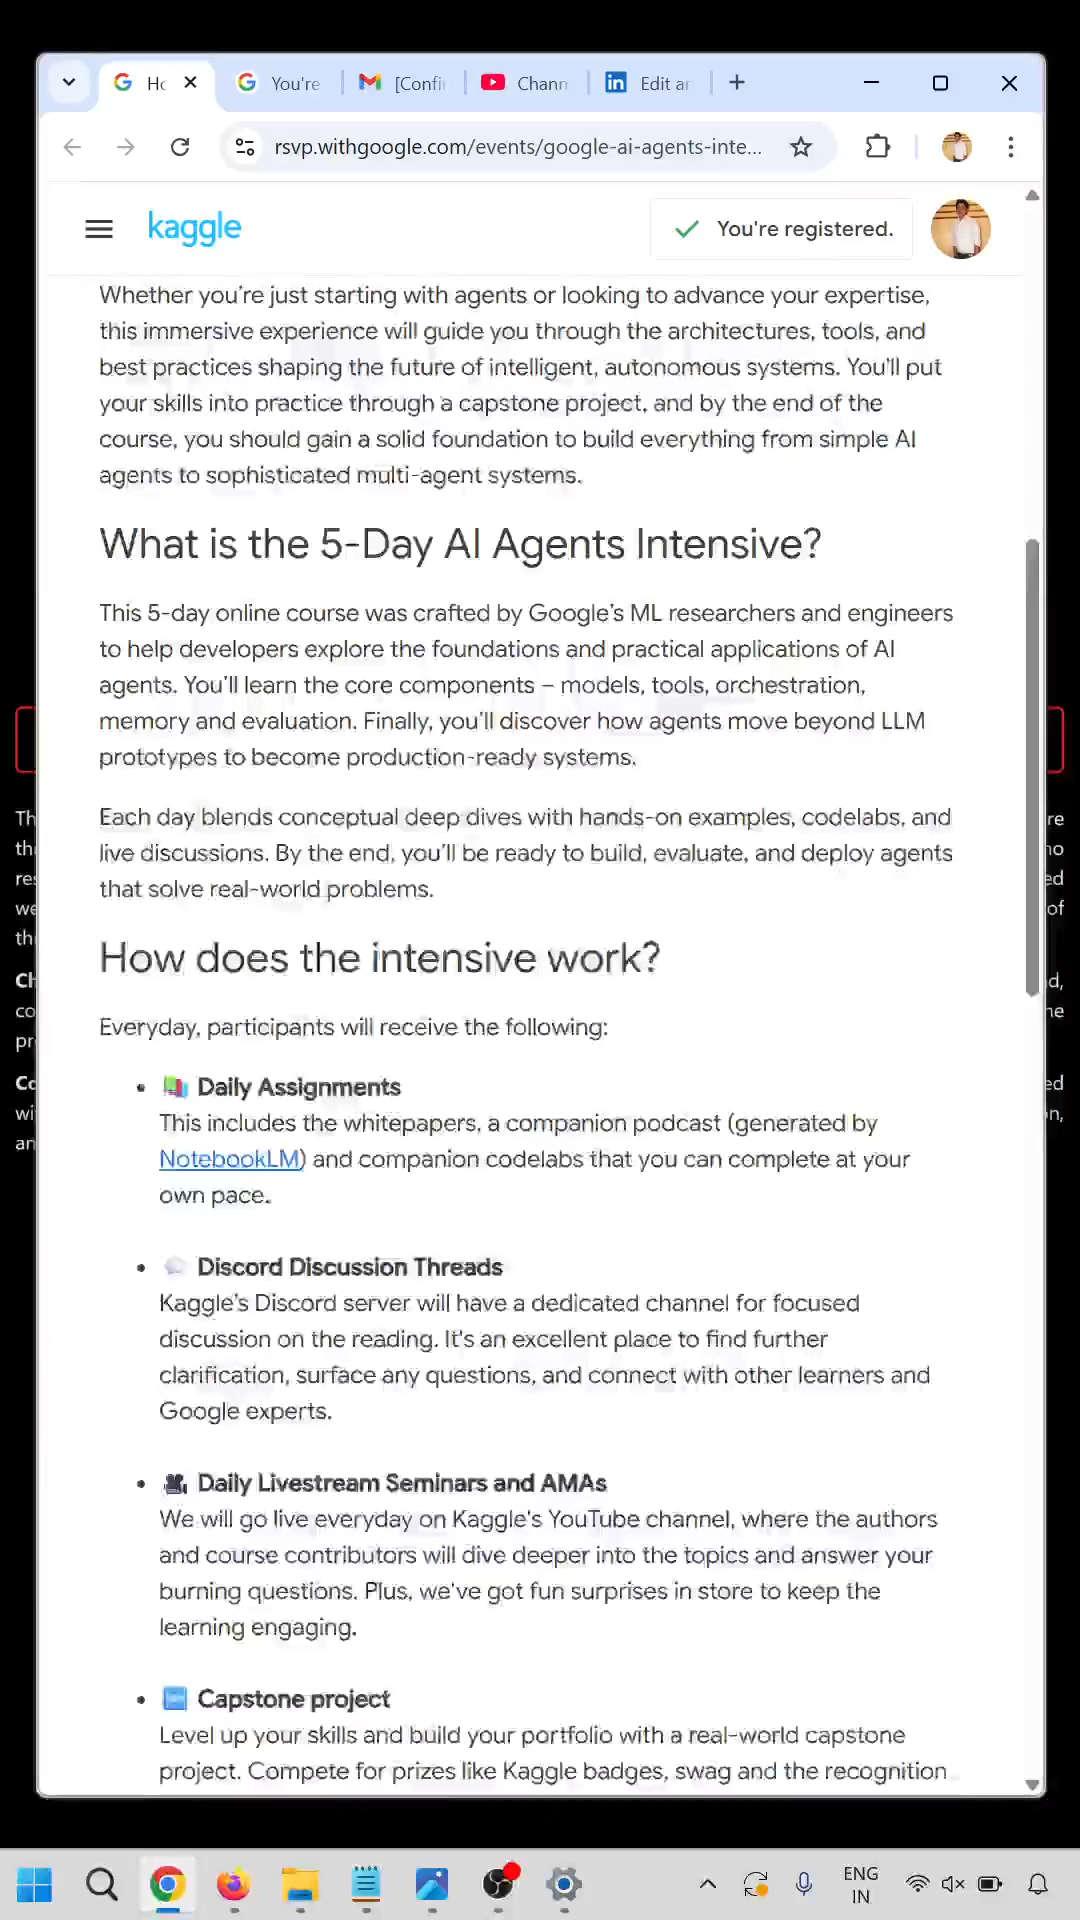 Hc
You're
[Confi
Chann
Edit ar
rsvp.withgoogle.com/events/google-ai-agents-inte...
kaggle
You're registered.
Whether you're just starting with agents or looking to advance your expertise,
this immersive experience will guide you through the architectures, tools, and
best practices shaping the future of intelligent, autonomous systems. You'll put
your skills into practice through a capstone project, and by the end of the
course, you should gain a solid foundation to build everything from simple AI
agents to sophisticated multi-agent systems.
What is the 5-Day AI Agents Intensive?
This 5-day online course was crafted by Google's ML researchers and engineers
to help developers explore the foundations and practical applications of AI
agents. You'll learn the core components – models, tools, orchestration,
memory and evaluation. Finally, you'll discover how agents move beyond LLM
prototypes to become production-ready systems.
Each day blends conceptual deep dives with hands-on examples, codelabs, and
live discussions. By the end, you'll be ready to build, evaluate, and deploy agents
that solve real-world problems.
How does the intensive work?
Everyday, participants will receive the following:
• Daily Assignments
This includes the whitepapers, a companion podcast (generated by
NotebookLM) and companion codelabs that you can complete at your
own pace.
• Discord Discussion Threads
Kaggle's Discord server will have a dedicated channel for focused
discussion on the reading. It's an excellent place to find further
clarification, surface any questions, and connect with other learners and
Google experts.
• Daily Livestream Seminars and AMAs
We will go live everyday on Kaggle's YouTube channel, where the authors
and course contributors will dive deeper into the topics and answer your
burning questions. Plus, we've got fun surprises in store to keep the
learning engaging.
• Capstone project
Level up your skills and build your portfolio with a real-world capstone
project. Compete for prizes like Kaggle badges, swag and the recognition
ENG
IN